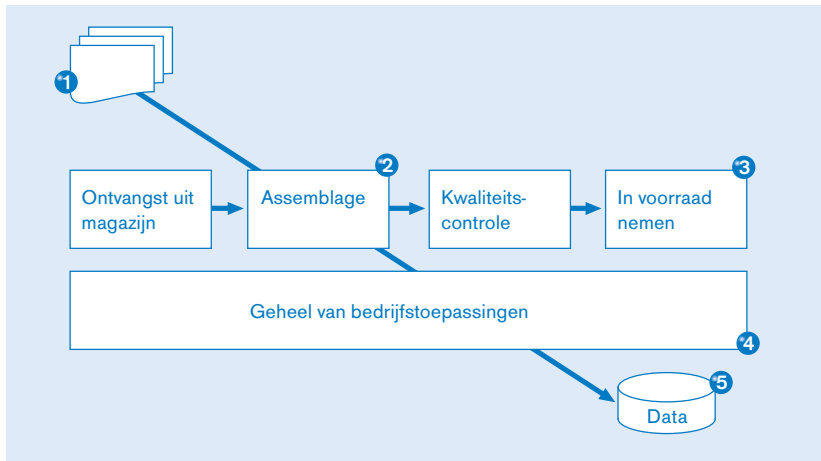 1
2
3
Ontvangst uit
magazijn
Assemblage
Kwaliteits-
controle
In voorraad
nemen
Geheel van bedrijfstoepassingen
4
5
Data